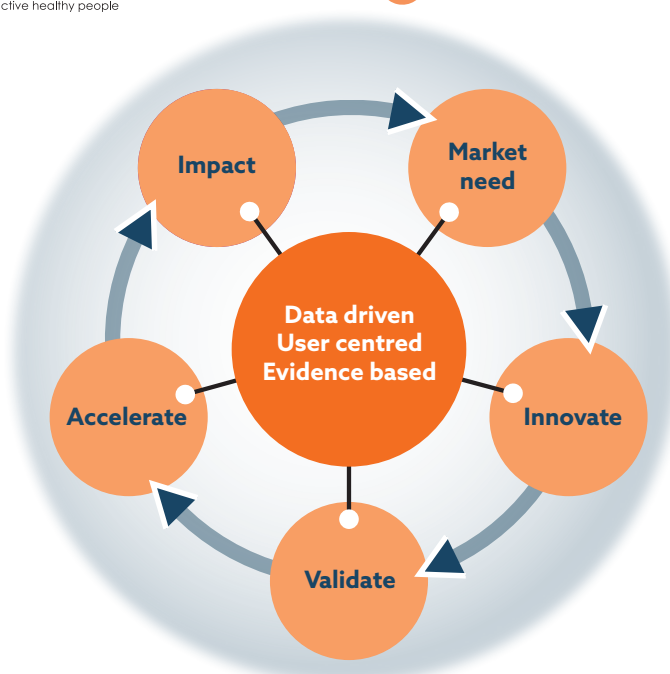 ctive healthy people
Impact
Market
need
Data driven
User centred
Evidence based
Accelerate
Innovate
Validate